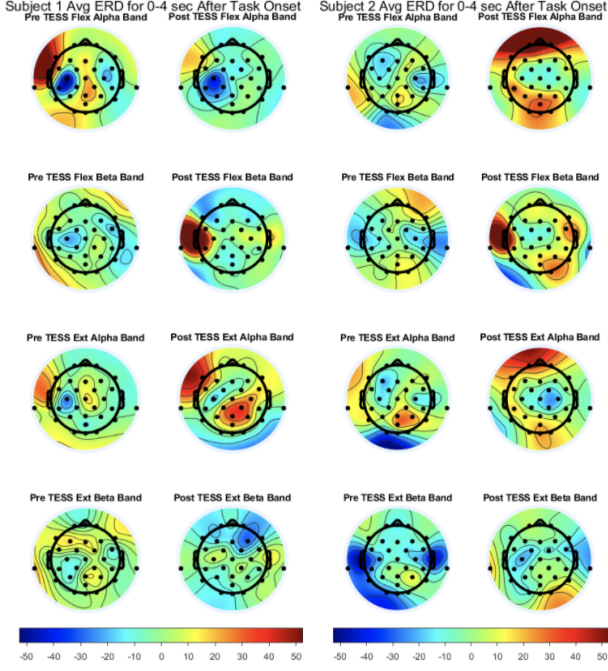 Subject 1 Avg ERD for 0-4 sec After Task Onset
Subject 2 Avg ERD for 0-4 sec After Task Onset
Pre TESS Flex Alpha Band
Post TESS Flex Alpha Band
Pre TESS Flex Alpha Band
Post TESS Flex Alpha Band
Pre TESS Flex Beta Band
Post TESS Flex Beta Band
Pre TESS Flex Beta Band
Post TESS Flex Beta Band
Pre TESS Ext Alpha Band
Post TESS Ext Alpha Band
Pre TESS Ext Alpha Band
Post TESS Ext Alpha Band
Pre TESS Ext Beta Band
Post TESS Ext Beta Band
Pre TESS Ext Beta Band
Post TESS Ext Beta Band
-50 -40 -30 -20 -10 0 10 20 30 40 50
-50 -40 -30 -20 -10 0 10 20 30 40 50